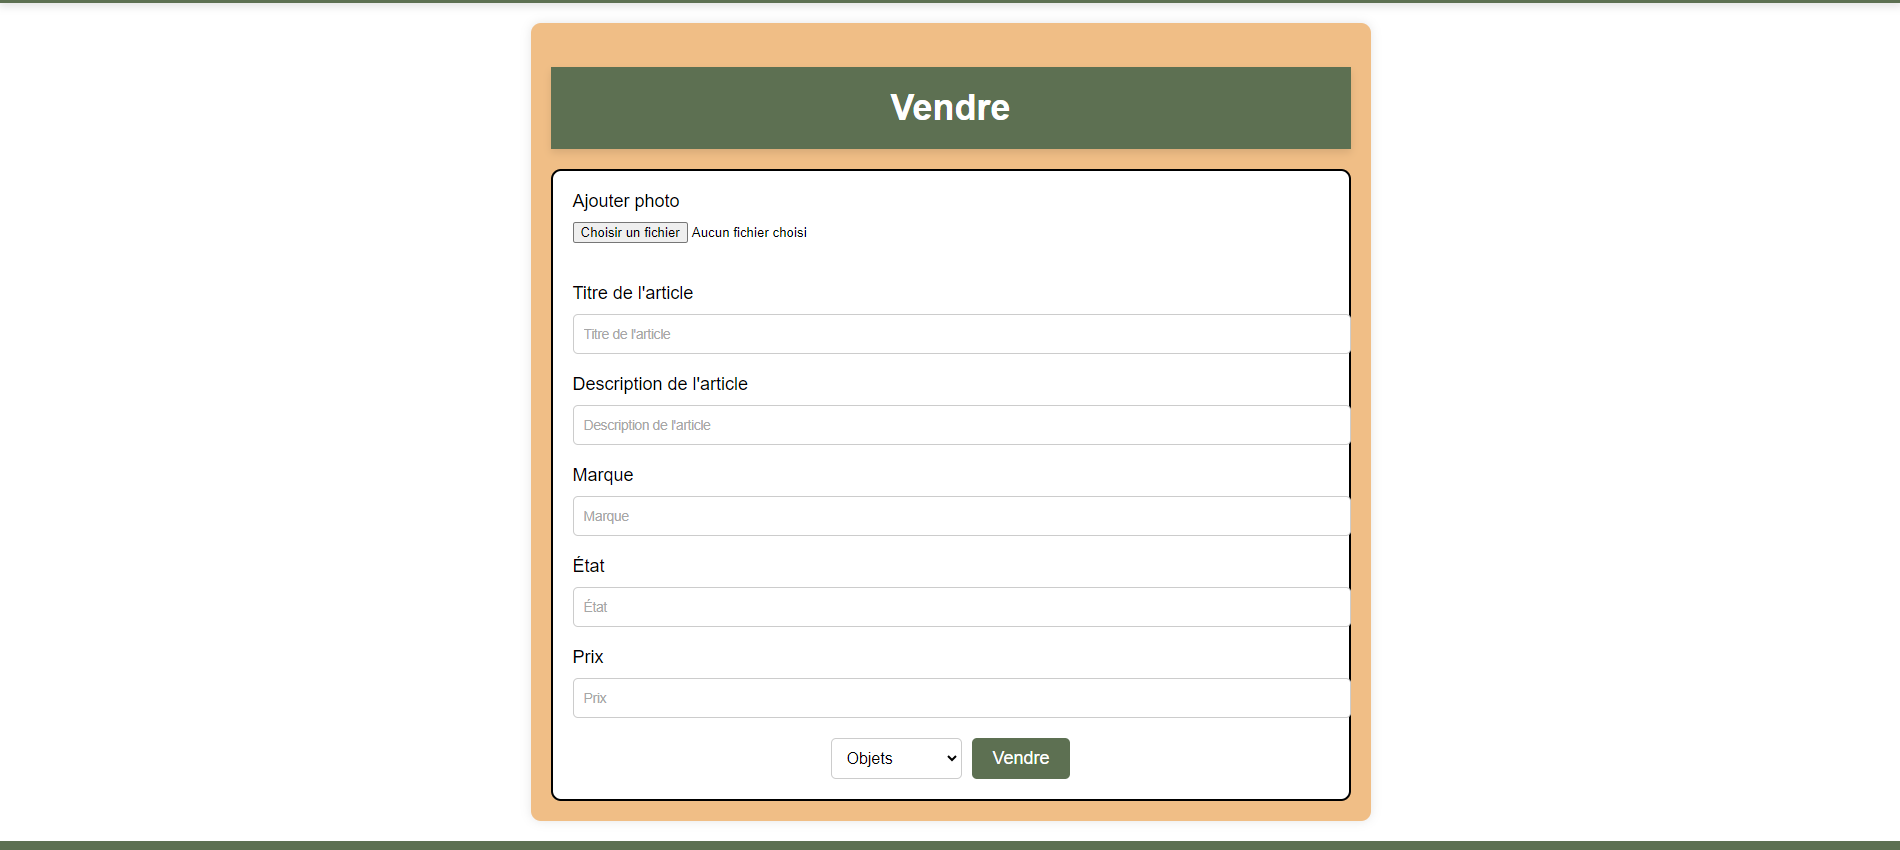 Vendre
Ajouter photo
Choisir un fichier Aucun fichier choisi
Titre de l'article
Titre de l'article
Description de l'article
Description de l'article
Marque
Marque
État
État
Prix
Prix
Objets Vendre